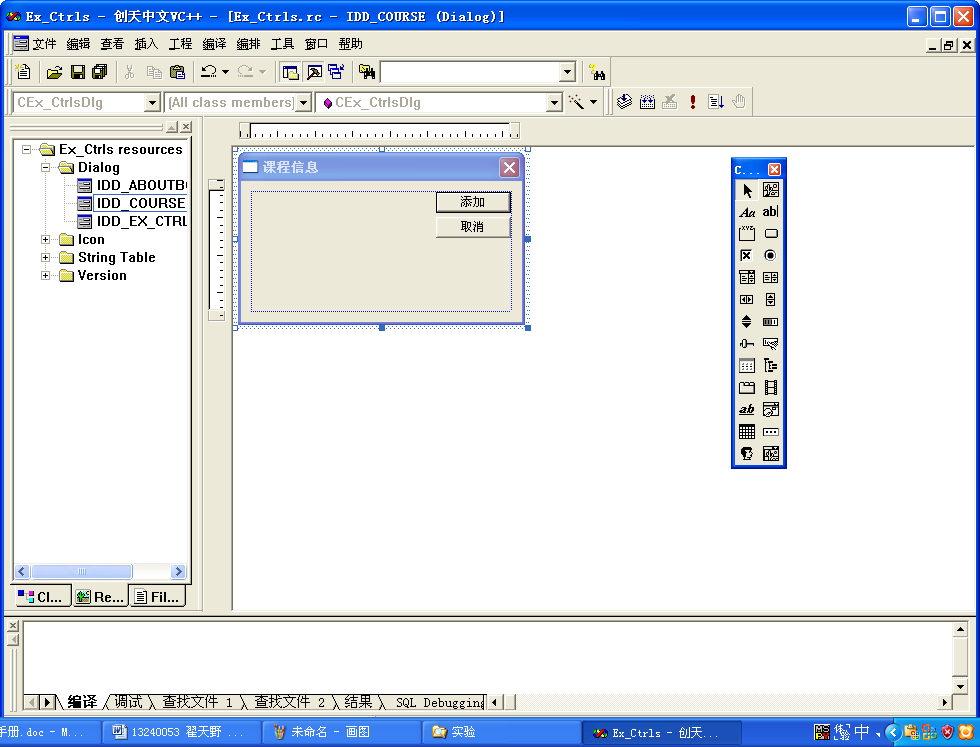 Ex_Ctrls - 创天中文VC++ - [Ex_Ctrls.rc - IDD_COURSE (Dialog)]
文件 编辑 查看 插入 工程 编译 编排 工具 窗口 帮助
CEx_CtrlsDlg [All class members] CEx_CtrlsDlg
Ex_Ctrls resources
Dialog
IDD_ABOUTB
IDD_COURSE
IDD_EX_CTRL
Icon
String Table
Version
Cl... Re... Fil...
课程信息
添加
取消
C...
Aa ab|
XYZ
ab
编译 调试 查找文件 1 查找文件 2 结果 SQL Debugging
手册.doc - M... 13240053 翟天野 ... 未命名 - 画图 实验 Ex_Ctrls - 创天... 中